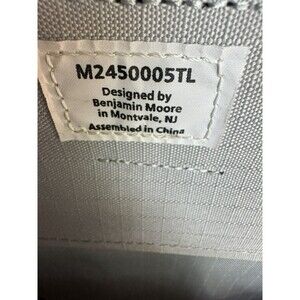 M2450005TL
Designed by
Benjamin Moore
in Montvale, NJ
Assembled in China